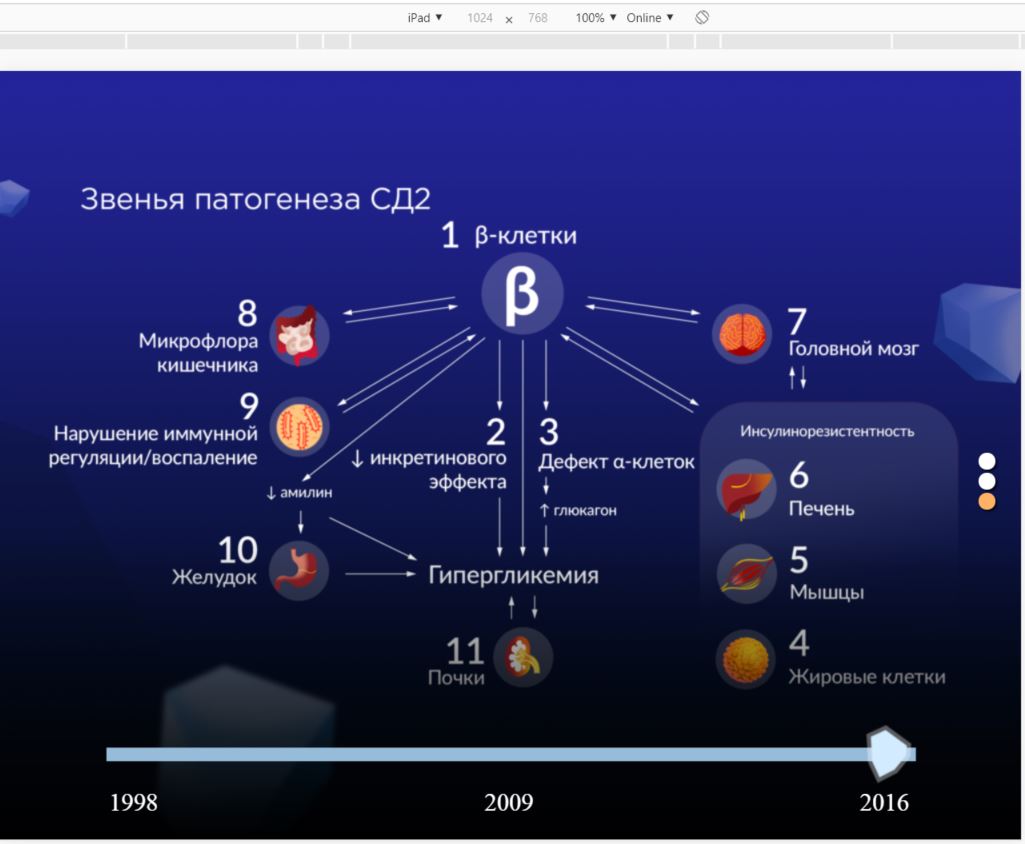 iPad ▼ 1024 × 768 100% ▼ Online ▼
Звенья патогенеза СД2
1 β-клетки
β
8
Микрофлора
кишечника
7
Головной мозг
9
Нарушение иммунной
регуляции/воспаление
2
↓ инкретинового
эффекта
3
Дефект α-клеток
↑ глюкагон
Инсулинорезистентность
6
Печень
↓ амилин
10
Желудок
Гипергликемия
5
Мышцы
11
Почки
4
Жировые клетки
1998 2009 2016